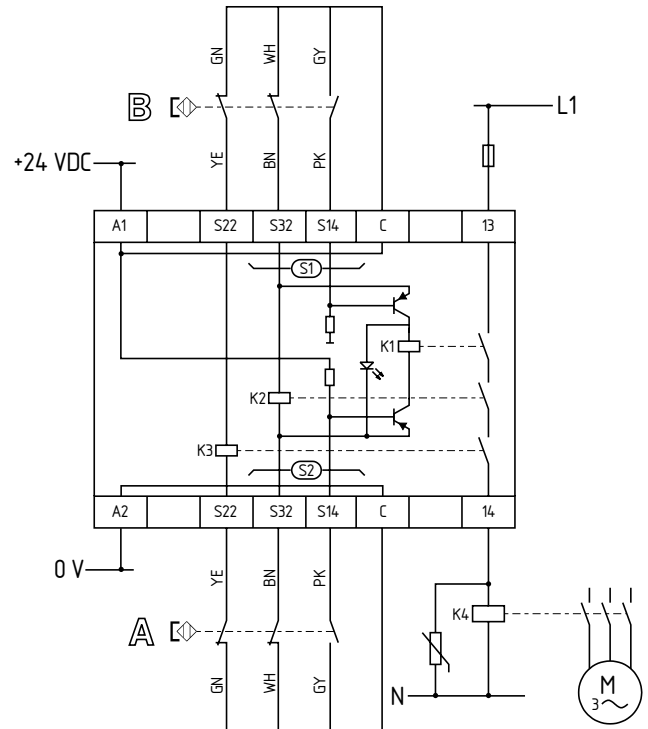 GN WH GY
B
L1
+24 VDC
YE BN PK
A1 S22 S32 S14 C 13
S1
K1
K2
K3
S2
A2 S22 S32 S14 C 14
0 V
YE BN PK
K4
A
GN WH GY
N
M
3